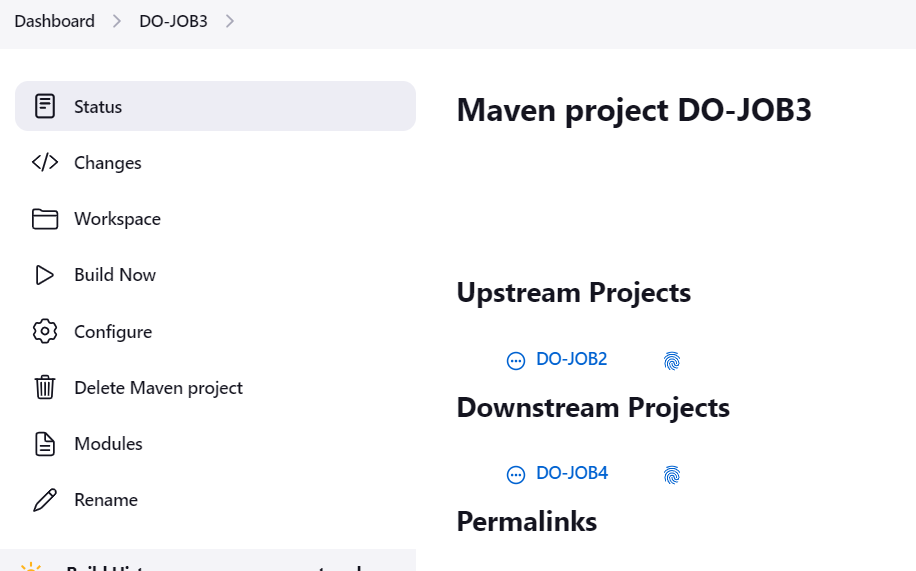 Dashboard > DO-JOB3 >
Status
Changes
Workspace
Build Now
Configure
Delete Maven project
Modules
Rename
Maven project DO-JOB3
Upstream Projects
DO-JOB2
Downstream Projects
DO-JOB4
Permalinks